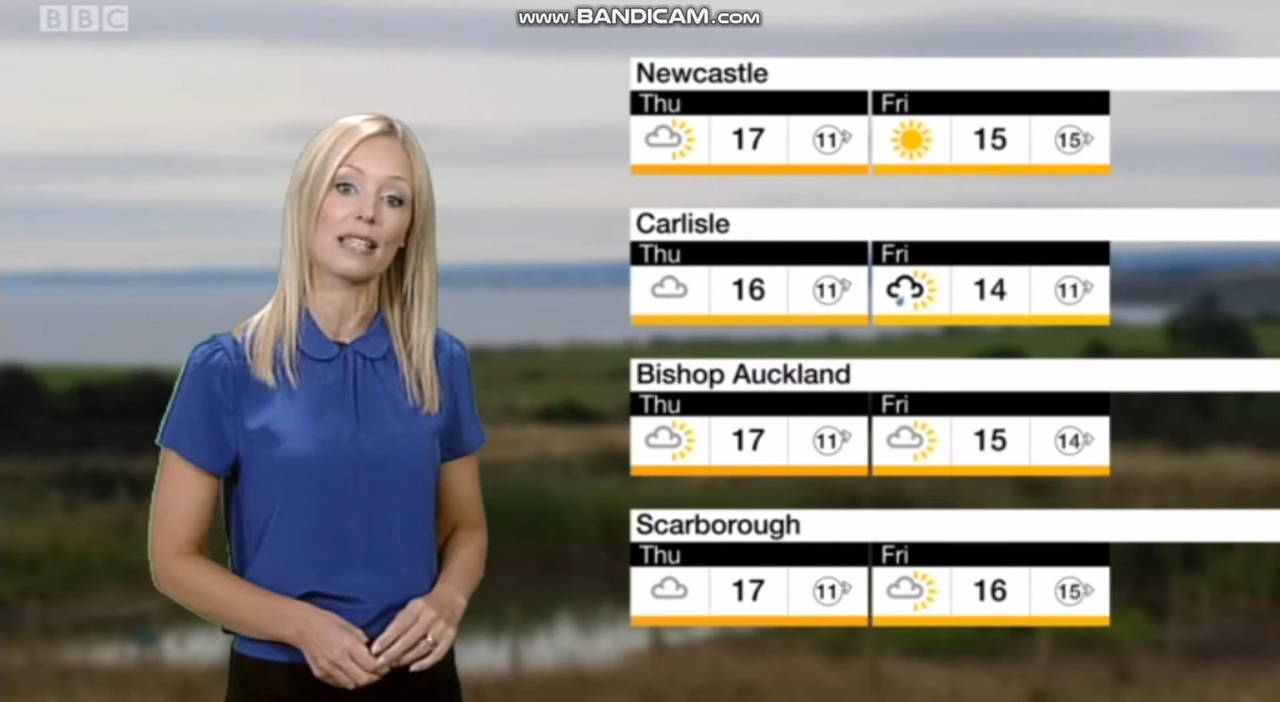 BBC
www.BANDICAM.com
Newcastle
Thu Fri
17 11 15 15
Carlisle
Thu Fri
16 11 14 11
Bishop Auckland
Thu Fri
17 11 15 14
Scarborough
Thu Fri
17 11 16 15